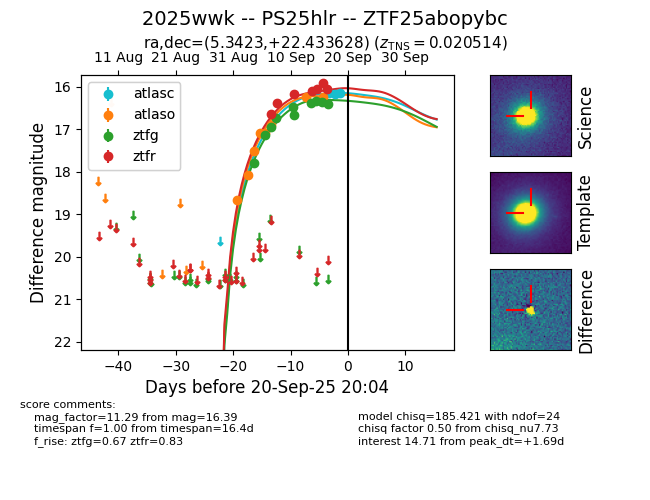 2025wwk -- PS25hlr -- ZTF25abopybc
ra,dec=(5.3423,+22.433628) (z_TNS = 0.020514)
11 Aug 21 Aug 31 Aug 10 Sep 20 Sep 30 Sep
atlasc
atlaso
ztfg
ztfr
Difference magnitude
16
17
18
19
20
21
22
−40 −30 −20 −10 0 10
Days before 20-Sep-25 20:04
Science
Template
Difference
score comments:
mag_factor=11.29 from mag=16.39
timespan f=1.00 from timespan=16.4d
f_rise: ztfg=0.67 ztfr=0.83
model chisq=185.421 with ndof=24
chisq factor 0.50 from chisq_nu7.73
interest 14.71 from peak_dt=+1.69d